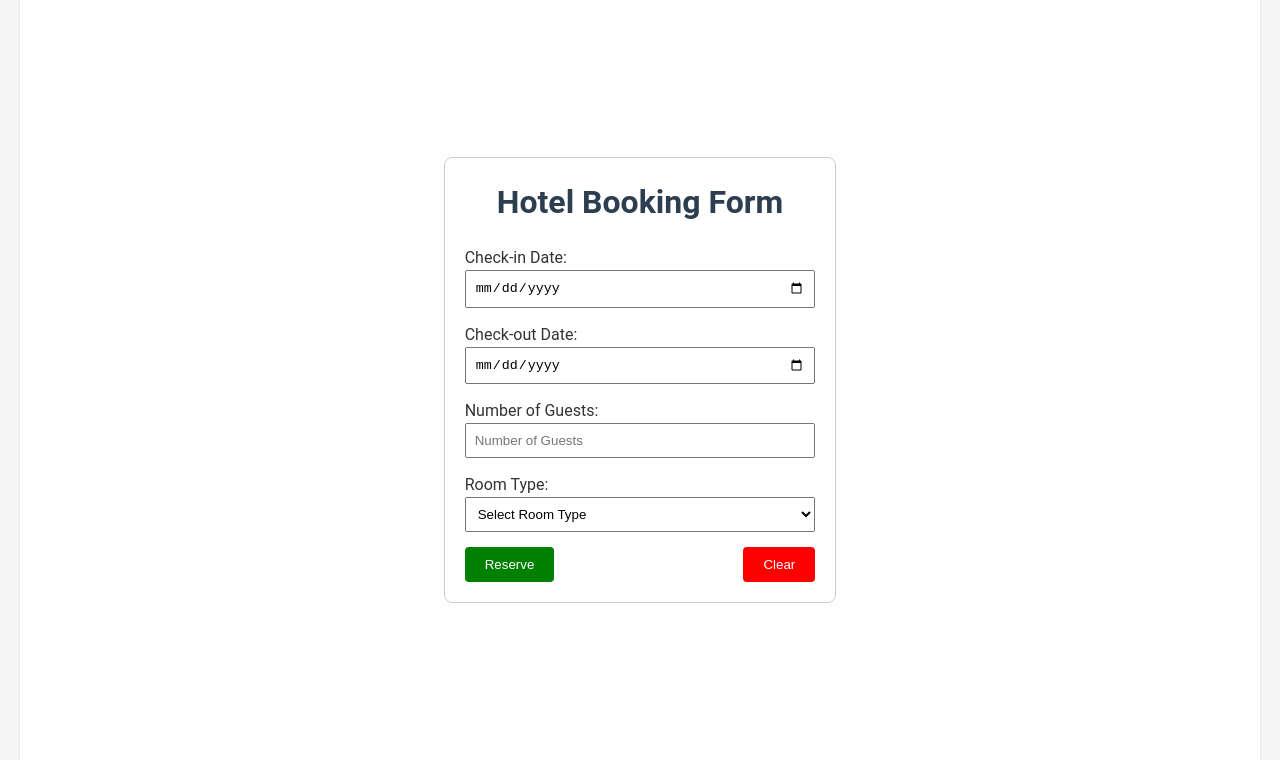 Hotel Booking Form
Check-in Date:
mm/dd/yyyy
Check-out Date:
mm/dd/yyyy
Number of Guests:
Number of Guests
Room Type:
Select Room Type
Reserve
Clear